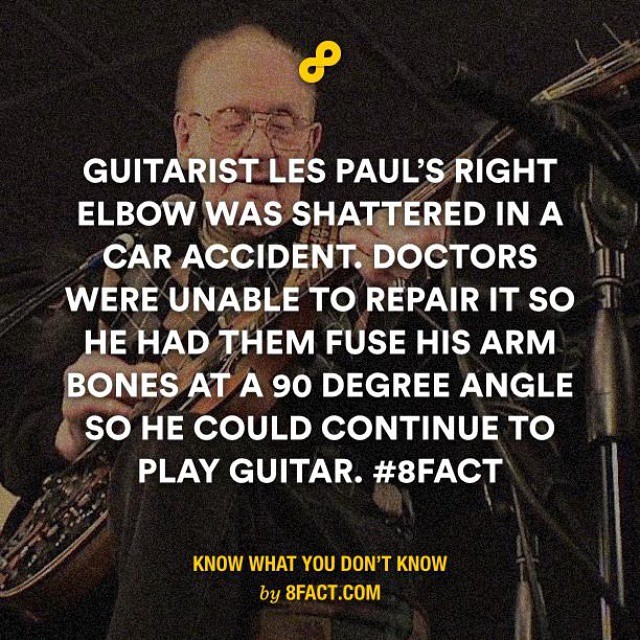 GUITARIST LES PAUL'S RIGHT
ELBOW WAS SHATTERED IN A
CAR ACCIDENT. DOCTORS
WERE UNABLE TO REPAIR IT SO
HE HAD THEM FUSE HIS ARM
BONES AT A 90 DEGREE ANGLE
SO HE COULD CONTINUE TO
PLAY GUITAR. #8FACT
KNOW WHAT YOU DON'T KNOW
by 8FACT.COM